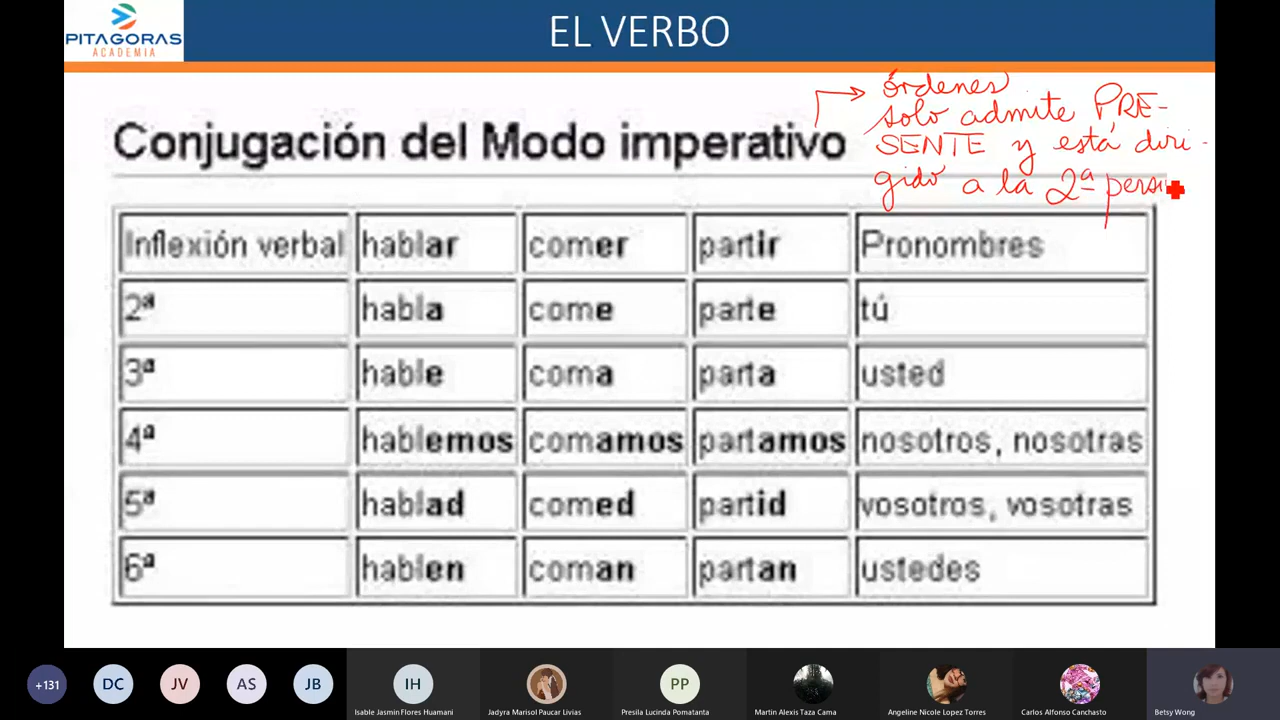 PITAGORAS
ACADEMIA
EL VERBO
órdenes
solo admite PRE-
SENTE y está diri-
gido a la 2ª pers
Conjugación del Modo imperativo
Inflexión verbal hablar comer partir Pronombres
2ª habla come parte tú
3ª hable coma parta usted
4ª hablemos comamos partamos nosotros, nosotras
5ª hablad comed partid vosotros, vosotras
6ª hablen coman partan ustedes
+131 DC JV AS JB IH PP
Isable Jasmin Flores Huamani Jadyra Marisol Paucar Livias Presila Lucinda Pomatanta Martin Alexis Taza Cama Angeline Nicole Lopez Torres Carlos Alfonso Canchasto Betsy Wong